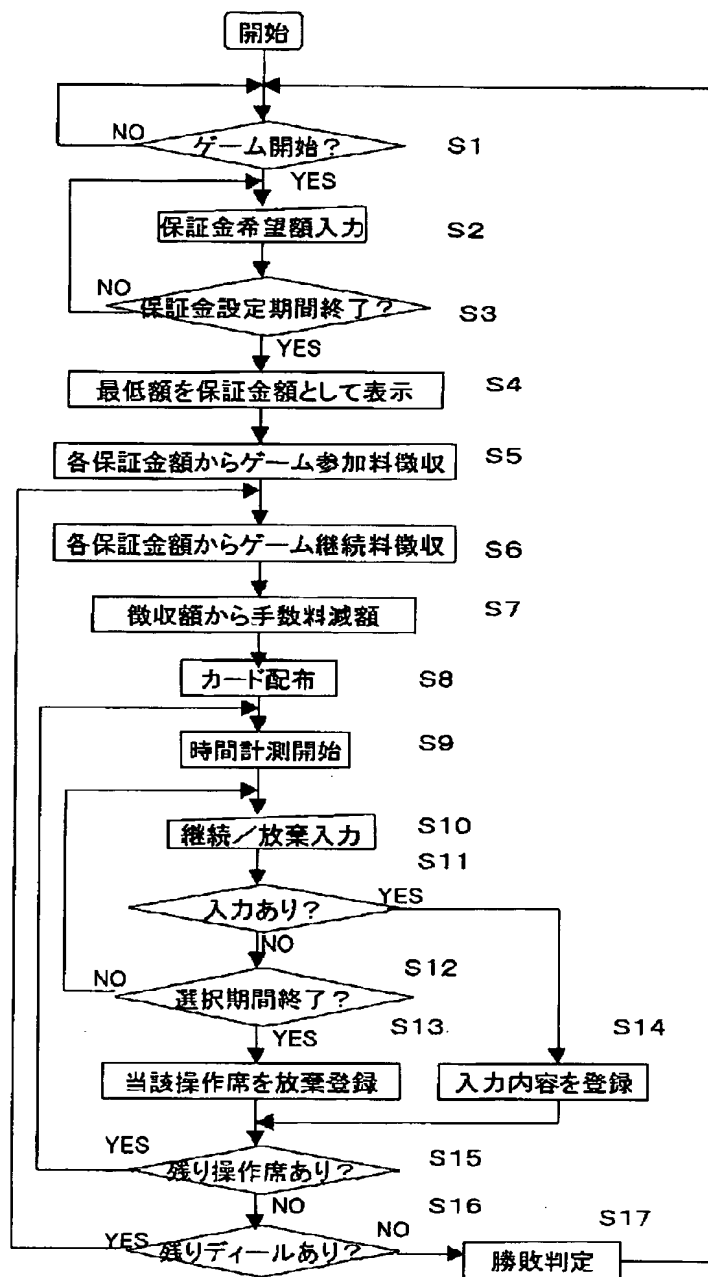 開始
NO
ゲーム開始?
S1
YES
保証金希望額入力
S2
NO
保証金設定期間終了?
S3
YES
最低額を保証金額として表示
S4
各保証金額からゲーム参加料徴収
S5
各保証金額からゲーム継続料徴収
S6
徴収額から手数料減額
S7
カード配布
S8
時間計測開始
S9
継続/放棄入力
S10
S11
入力あり?
YES
NO
NO
選択期間終了?
S12
YES
S13
S14
当該操作席を放棄登録
入力内容を登録
YES
残り操作席あり?
S15
NO
S16
YES
残りディールあり?
NO
S17
勝敗判定